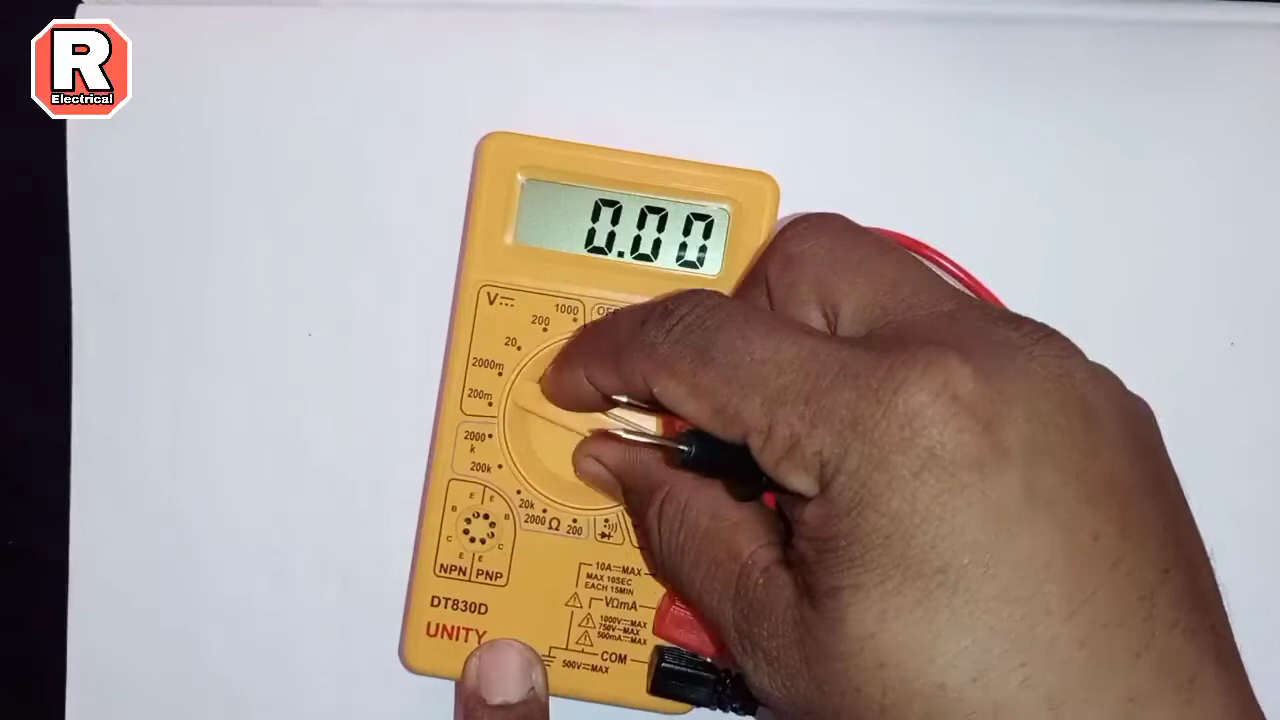 R
Electrical
0.00
V 1000 OFF
200
20
2000m
200m
2000
k
200k
20k
2000 Ω 200
E E
B B
C C
E E
NPN PNP
10A MAX
MAX 10SEC
EACH 15MIN
VΩmA
1000V MAX
750V~MAX
500mA MAX
DT830D
UNITY
COM
500V MAX